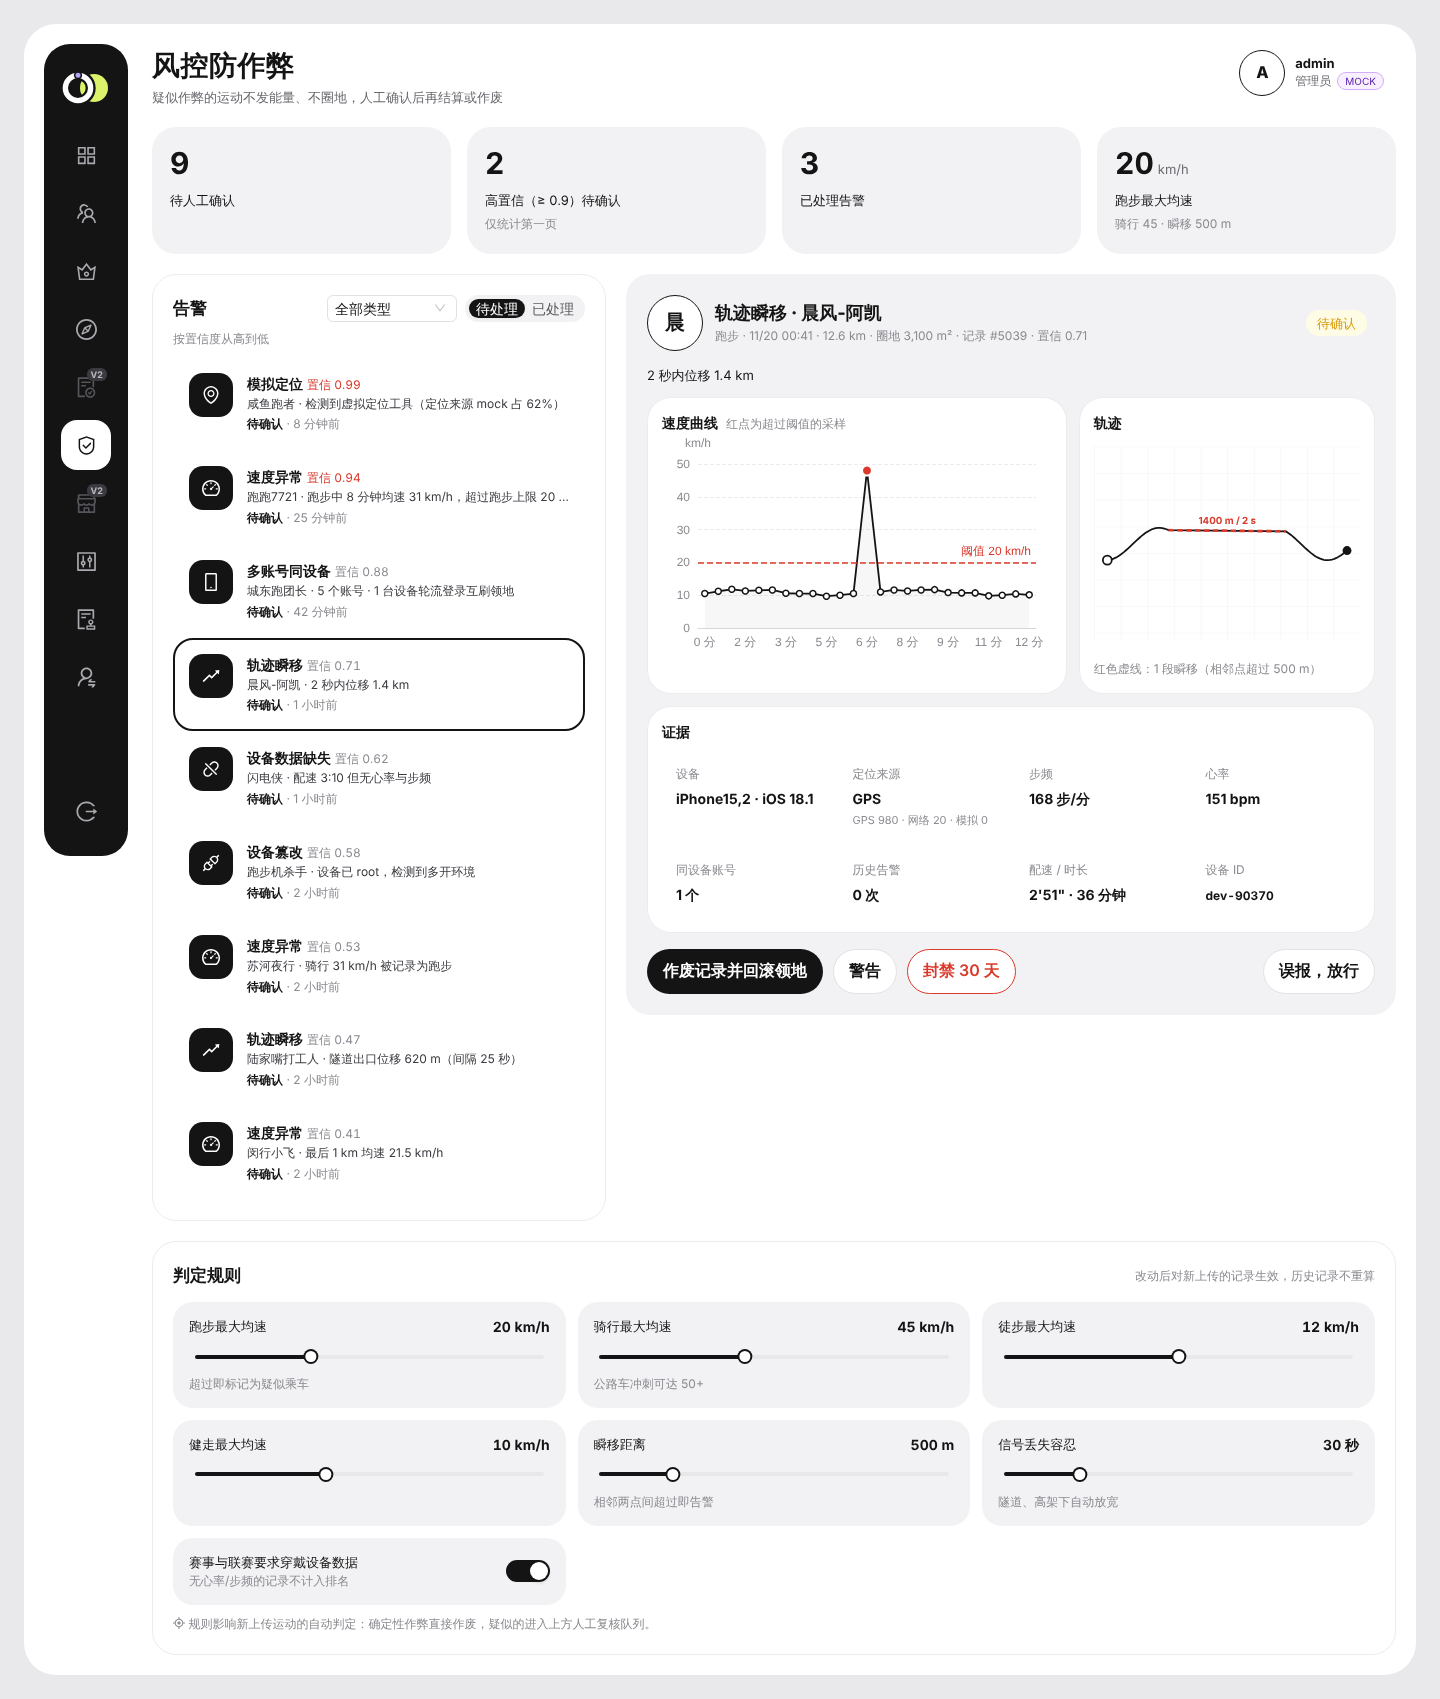 风控防作弊
疑似作弊的运动不发能量、不圈地，人工确认后再结算或作废
A
admin
管理员 MOCK
V2
V2
9
待人工确认
2
高置信（≥ 0.9）待确认
仅统计第一页
3
已处理告警
20 km/h
跑步最大均速
骑行 45 · 瞬移 500 m
告警
全部类型
待处理 已处理
按置信度从高到低
模拟定位 置信 0.99
咸鱼跑者 · 检测到虚拟定位工具（定位来源 mock 占 62%）
待确认 · 8 分钟前
速度异常 置信 0.94
跑跑7721 · 跑步中 8 分钟均速 31 km/h，超过跑步上限 20 ...
待确认 · 25 分钟前
多账号同设备 置信 0.88
城东跑团长 · 5 个账号 · 1 台设备轮流登录互刷领地
待确认 · 42 分钟前
轨迹瞬移 置信 0.71
晨风-阿凯 · 2 秒内位移 1.4 km
待确认 · 1 小时前
设备数据缺失 置信 0.62
闪电侠 · 配速 3:10 但无心率与步频
待确认 · 1 小时前
设备篡改 置信 0.58
跑步机杀手 · 设备已 root，检测到多开环境
待确认 · 2 小时前
速度异常 置信 0.53
苏河夜行 · 骑行 31 km/h 被记录为跑步
待确认 · 2 小时前
轨迹瞬移 置信 0.47
陆家嘴打工人 · 隧道出口位移 620 m（间隔 25 秒）
待确认 · 2 小时前
速度异常 置信 0.41
闵行小飞 · 最后 1 km 均速 21.5 km/h
待确认 · 2 小时前
晨
轨迹瞬移 · 晨风-阿凯
跑步 · 11/20 00:41 · 12.6 km · 圈地 3,100 m² · 记录 #5039 · 置信 0.71
待确认
2 秒内位移 1.4 km
速度曲线 红点为超过阈值的采样
km/h
50
40
30
20
10
0
阈值 20 km/h
0 分 2 分 3 分 5 分 6 分 8 分 9 分 11 分 12 分
轨迹
1400 m / 2 s
红色虚线：1 段瞬移（相邻点超过 500 m）
证据
设备
iPhone15,2 · iOS 18.1
定位来源
GPS
GPS 980 · 网络 20 · 模拟 0
步频
168 步/分
心率
151 bpm
同设备账号
1 个
历史告警
0 次
配速 / 时长
2'51" · 36 分钟
设备 ID
dev-90370
作废记录并回滚领地
警告
封禁 30 天
误报，放行
判定规则
改动后对新上传的记录生效，历史记录不重算
跑步最大均速 20 km/h
超过即标记为疑似乘车
骑行最大均速 45 km/h
公路车冲刺可达 50+
徒步最大均速 12 km/h
健走最大均速 10 km/h
瞬移距离 500 m
相邻两点间超过即告警
信号丢失容忍 30 秒
隧道、高架下自动放宽
赛事与联赛要求穿戴设备数据
无心率/步频的记录不计入排名
规则影响新上传运动的自动判定：确定性作弊直接作废，疑似的进入上方人工复核队列。